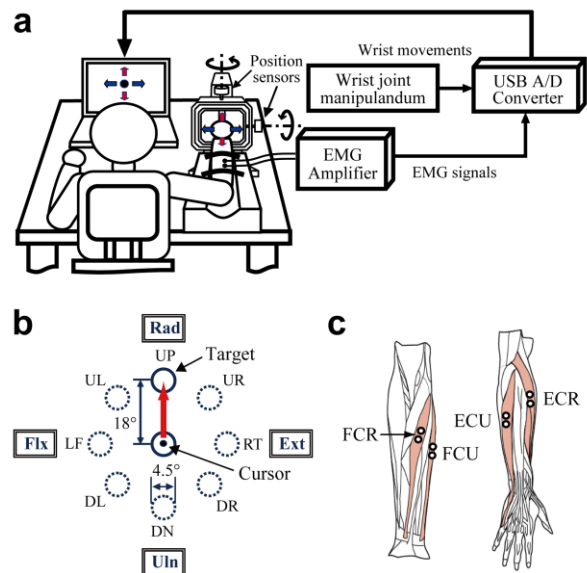 a
Position
sensors
Wrist movements
Wrist joint
manipulandum
USB A/D
Converter
EMG
Amplifier
EMG signals
b
Rad
UP
Target
UL
UR
18°
Flx
LF
RT
Ext
4.5°
Cursor
DL
DR
DN
Uln
c
FCR
FCU
ECU
ECR